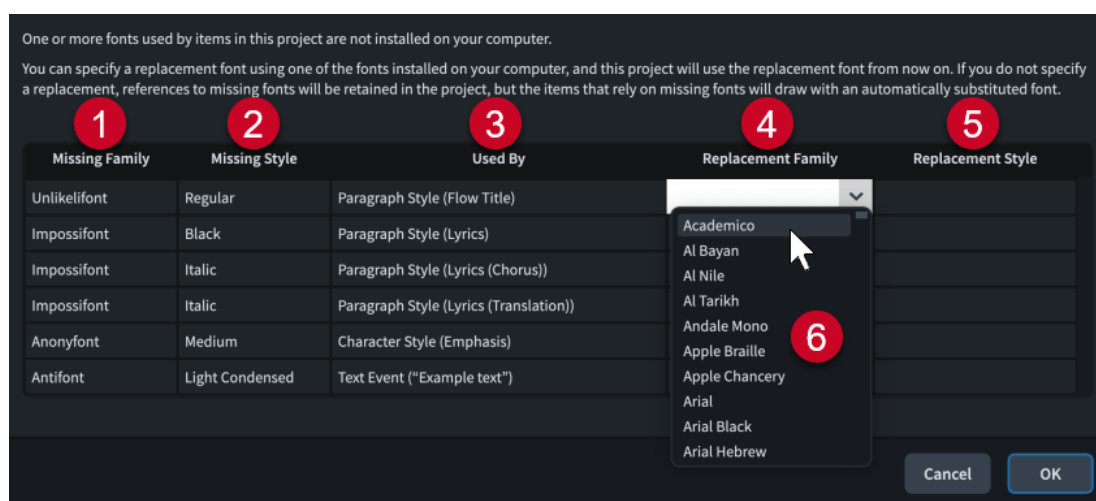 One or more fonts used by items in this project are not installed on your computer.
You can specify a replacement font using one of the fonts installed on your computer, and this project will use the replacement font from now on. If you do not specify
a replacement, references to missing fonts will be retained in the project, but the items that rely on missing fonts will draw with an automatically substituted font.
1 2 3 4 5
Missing Family Missing Style Used By Replacement Family Replacement Style
Unlikelifont Regular Paragraph Style (Flow Title)
Impossifont Black Paragraph Style (Lyrics)
Impossifont Italic Paragraph Style (Lyrics (Chorus))
Impossifont Italic Paragraph Style (Lyrics (Translation))
Anonyfont Medium Character Style (Emphasis)
Antifont Light Condensed Text Event (“Example text”)
Academico
Al Bayan
Al Nile
Al Tarikh
Andale Mono
6
Apple Braille
Apple Chancery
Arial
Arial Black
Arial Hebrew
Cancel OK